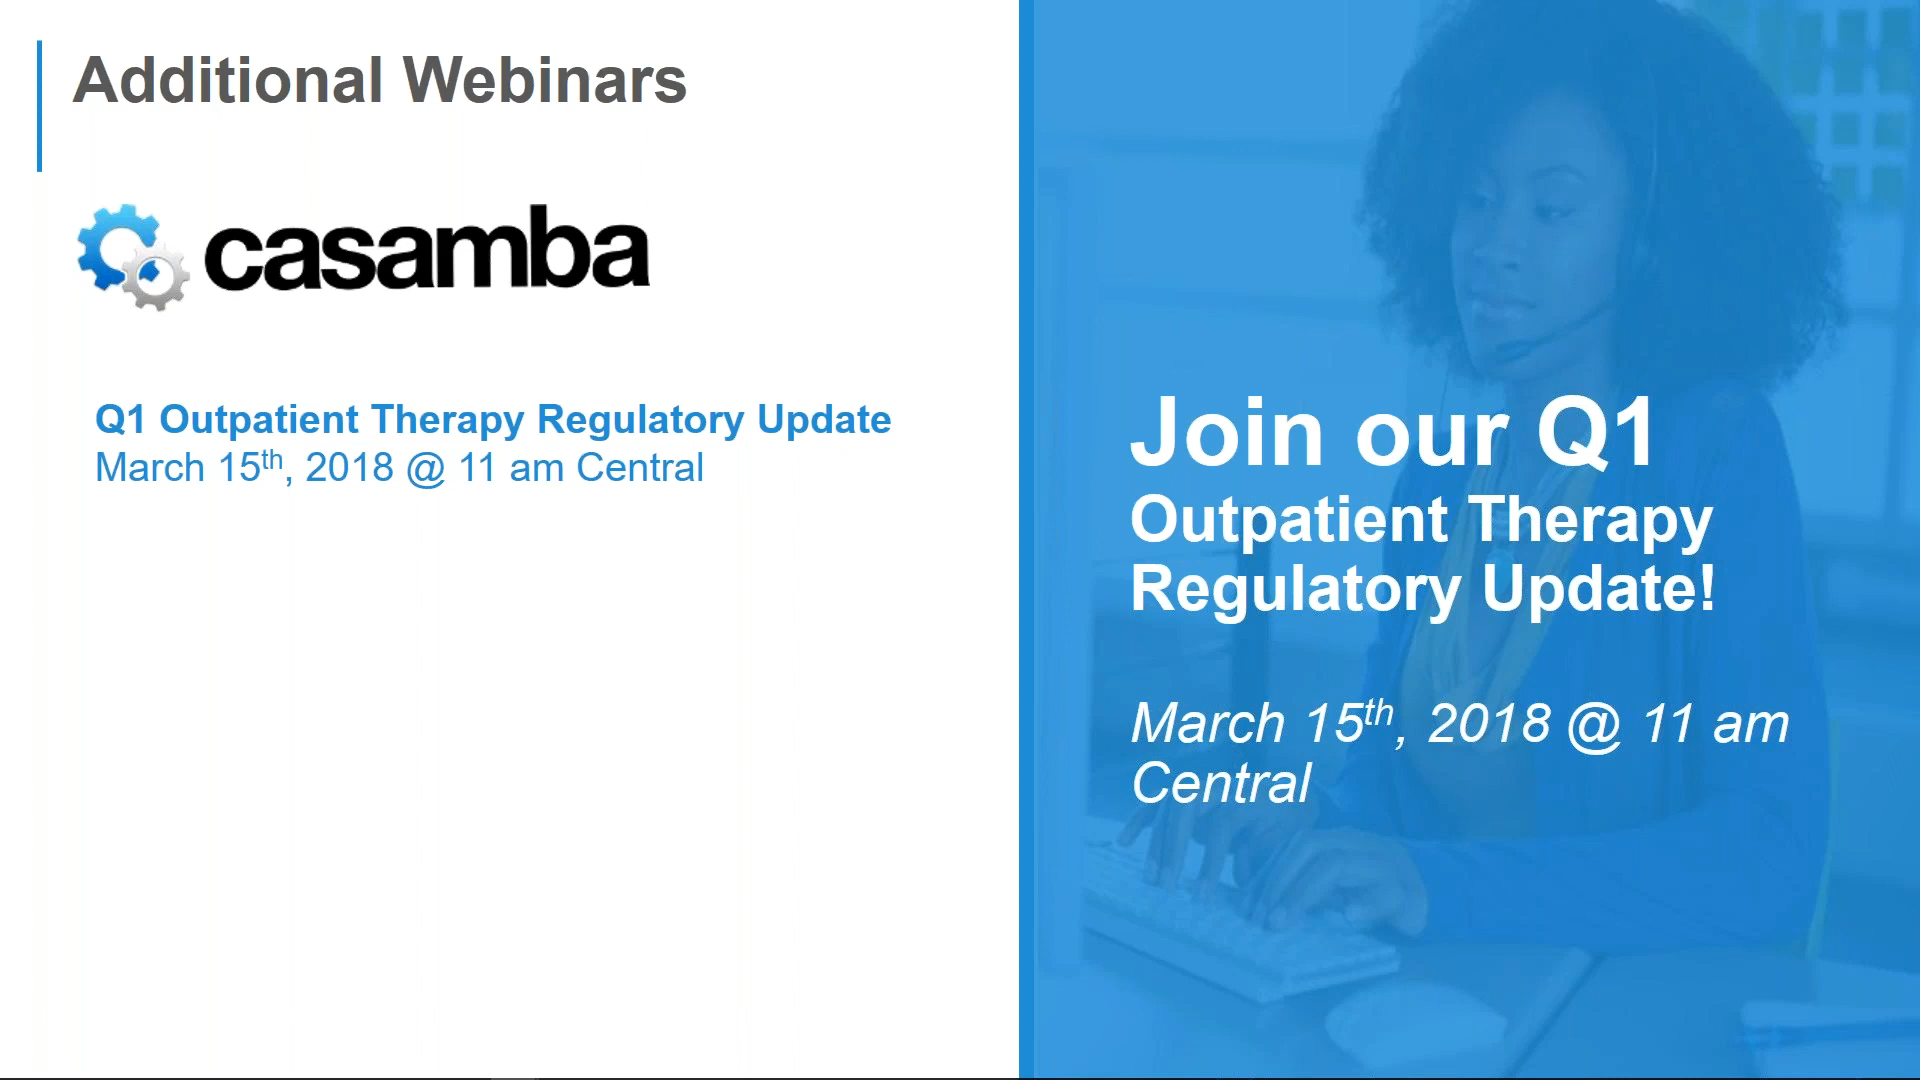 Additional Webinars
casamba
Q1 Outpatient Therapy Regulatory Update
March 15th, 2018 @ 11 am Central
Join our Q1
Outpatient Therapy
Regulatory Update!
March 15th, 2018 @ 11 am
Central